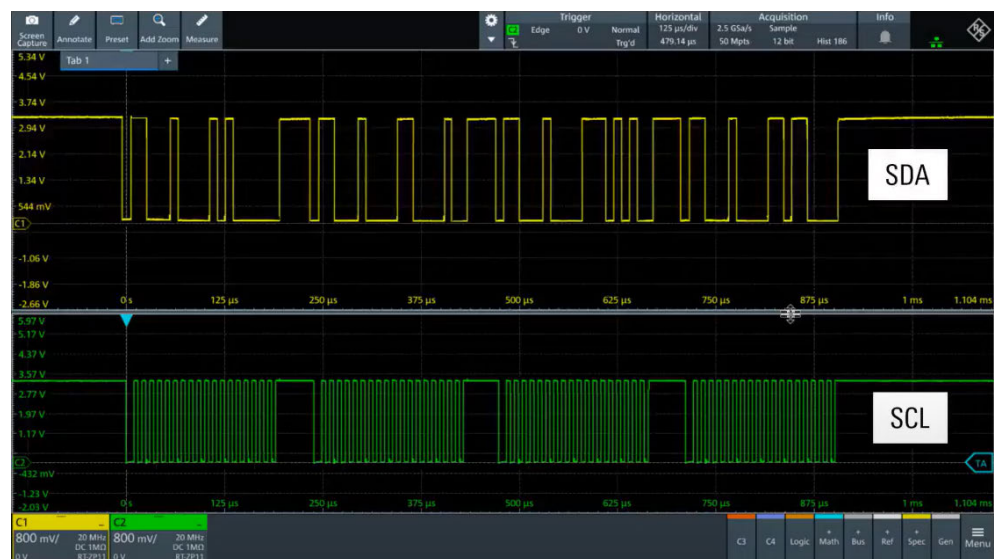 Trigger Horizontal Acquisition Info
C2 Edge 0 V Normal 125 µs/div 2.5 GSa/s Sample
Trg'd 479.14 µs 50 Mpts 12 bit Hist 186
Screen
Capture Annotate Preset Add Zoom Measure
Tab 1 +
5.34 V
4.54 V
3.74 V
2.94 V
2.14 V
1.34 V
544 mV
C1
-1.06 V
-1.86 V
-2.66 V
SDA
0 s 125 µs 250 µs 375 µs 500 µs 625 µs 750 µs 875 µs 1 ms 1.104 ms
5.97 V
5.17 V
4.37 V
3.57 V
2.77 V
1.97 V
1.17 V
C2
-432 mV
-1.23 V
-2.03 V
SCL
TA
0 s 125 µs 250 µs 375 µs 500 µs 625 µs 750 µs 875 µs 1 ms 1.104 ms
C1 C2
800 mV/ 20 MHz 800 mV/ 20 MHz
DC 1MΩ DC 1MΩ
0 V RT-ZP11 0 V RT-ZP11
C3 C4 Logic Math Bus Ref Spec Gen Menu